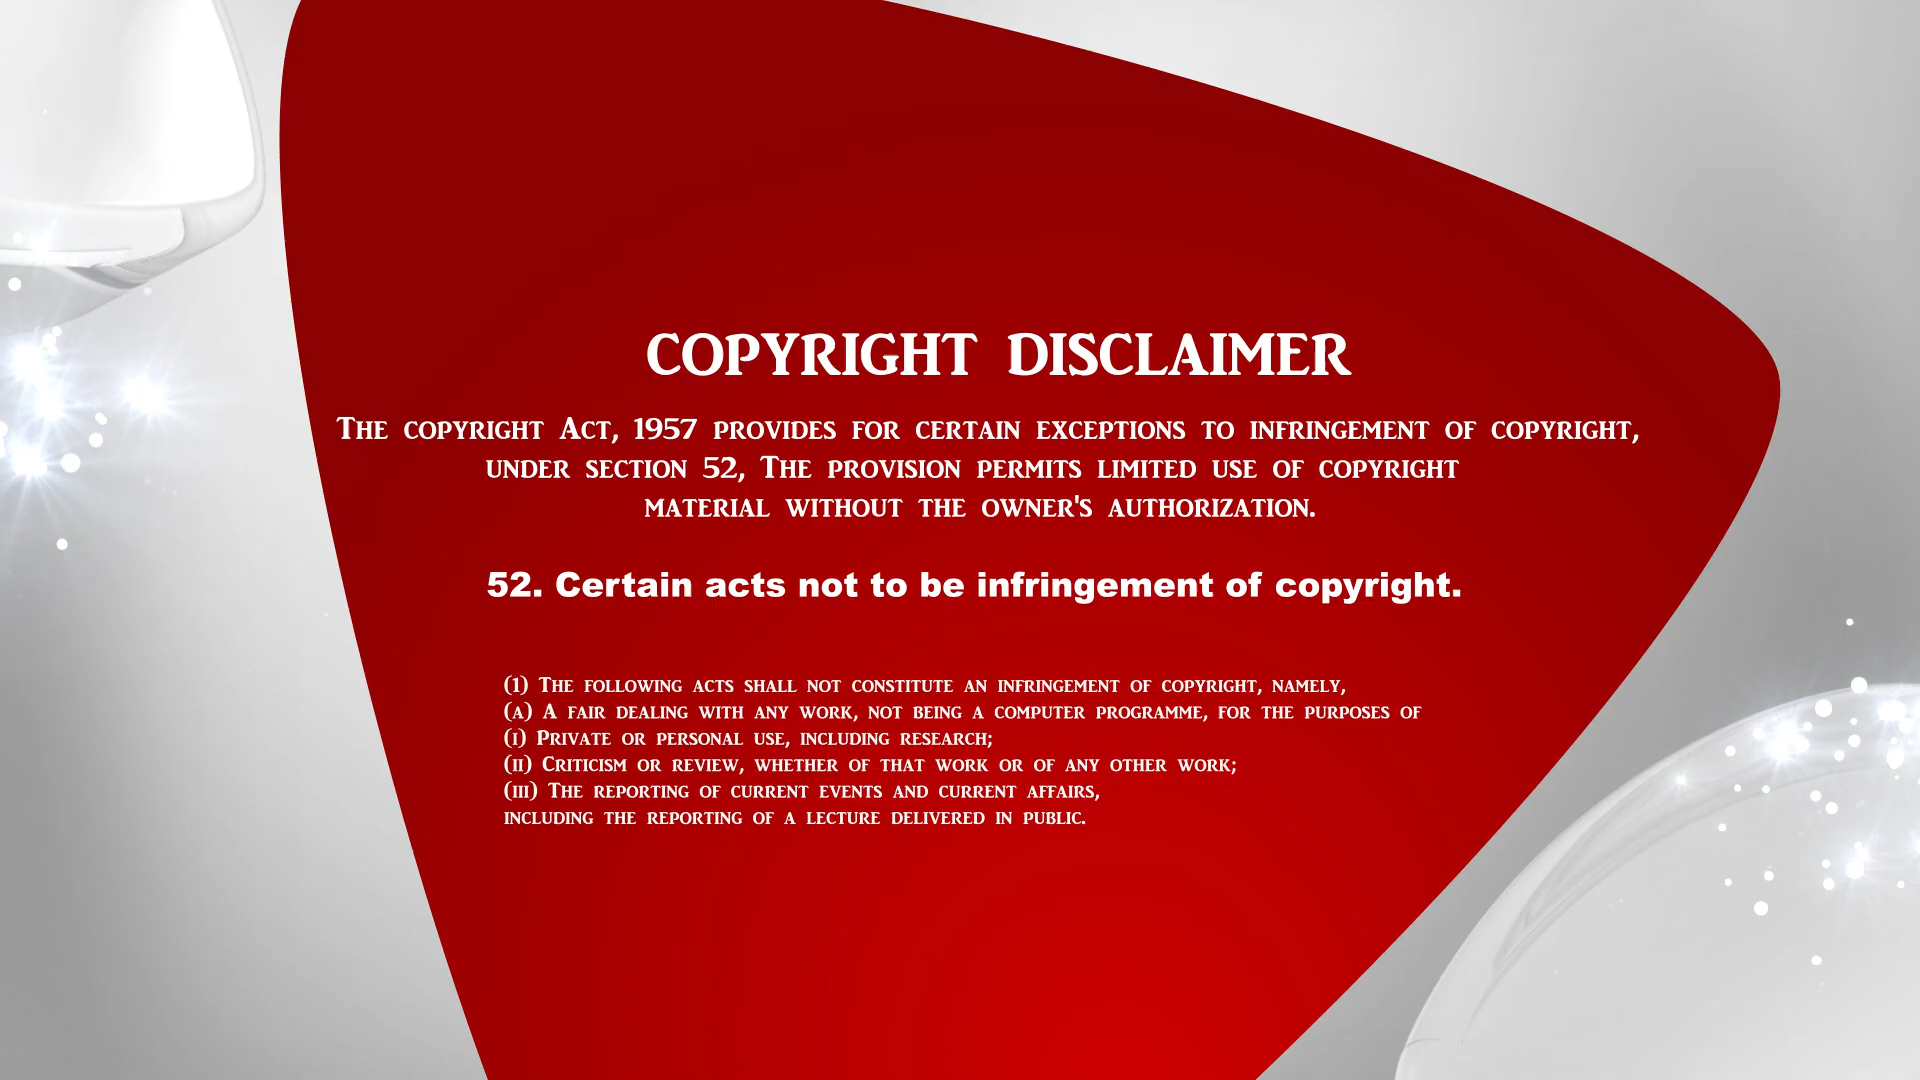 COPYRIGHT DISCLAIMER
The copyright Act, 1957 provides for certain exceptions to infringement of copyright,
under section 52, The provision permits limited use of copyright
material without the owner's authorization.
52. Certain acts not to be infringement of copyright.
(1) The following acts shall not constitute an infringement of copyright, namely,
(a) A fair dealing with any work, not being a computer programme, for the purposes of
(i) Private or personal use, including research;
(ii) Criticism or review, whether of that work or of any other work;
(iii) The reporting of current events and current affairs,
including the reporting of a lecture delivered in public.